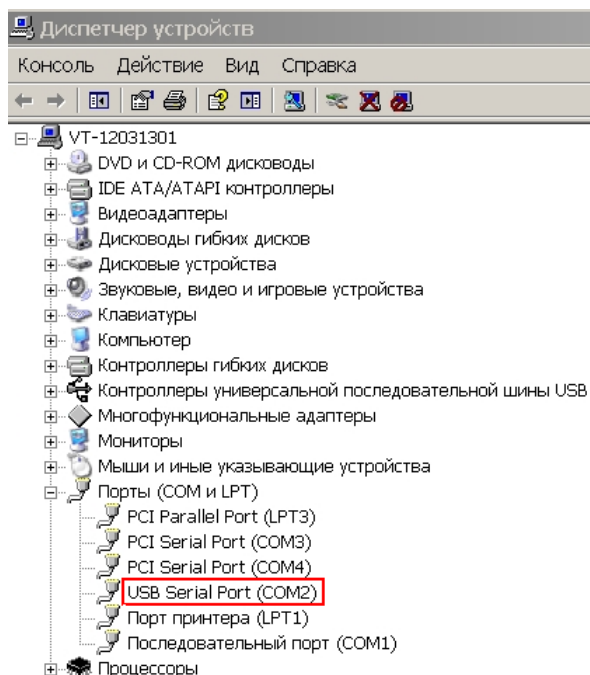 Диспетчер устройств
Консоль Действие Вид Справка
VT-12031301
DVD и CD-ROM дисководы
IDE ATA/ATAPI контроллеры
Видеоадаптеры
Дисководы гибких дисков
Дисковые устройства
Звуковые, видео и игровые устройства
Клавиатуры
Компьютер
Контроллеры гибких дисков
Контроллеры универсальной последовательной шины USB
Многофункциональные адаптеры
Мониторы
Мыши и иные указывающие устройства
Порты (COM и LPT)
PCI Parallel Port (LPT3)
PCI Serial Port (COM3)
PCI Serial Port (COM4)
USB Serial Port (COM2)
Порт принтера (LPT1)
Последовательный порт (COM1)
Процессоры